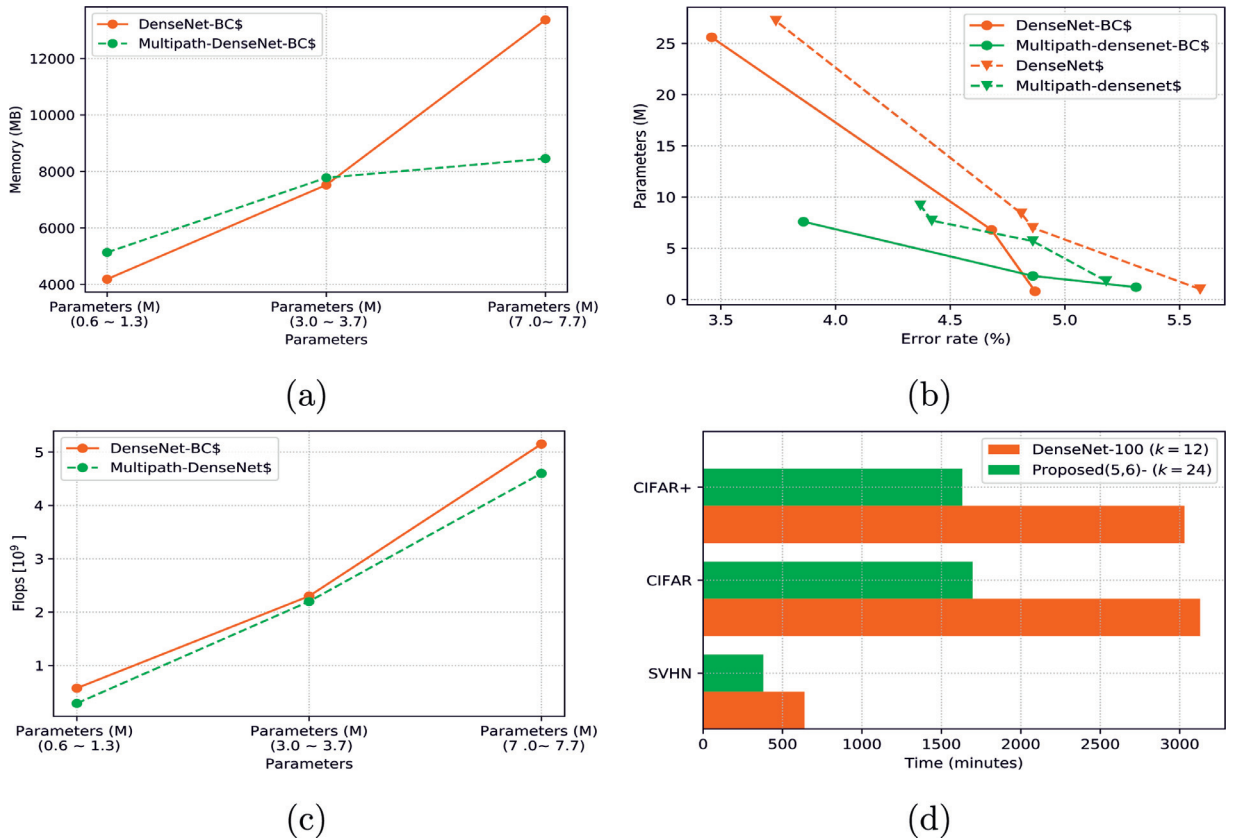 DenseNet-BC$
Multipath-DenseNet-BC$
12000
10000
8000
6000
4000
Memory (MB)
Parameters (M)
(0.6 ~ 1.3)
Parameters (M)
(3.0 ~ 3.7)
Parameters (M)
(7 .0~ 7.7)
Parameters
(a)
DenseNet-BC$
Multipath-densenet-BC$
DenseNet$
Multipath-densenet$
25
20
15
10
5
0
Parameters (M)
3.5 4.0 4.5 5.0 5.5
Error rate (%)
(b)
DenseNet-BC$
Multipath-DenseNet$
5
4
3
2
1
Flops [10⁹ ]
Parameters (M)
(0.6 ~ 1.3)
Parameters (M)
(3.0 ~ 3.7)
Parameters (M)
(7 .0~ 7.7)
Parameters
(c)
DenseNet-100 (k = 12)
Proposed(5,6)- (k = 24)
CIFAR+
CIFAR
SVHN
0 500 1000 1500 2000 2500 3000
Time (minutes)
(d)